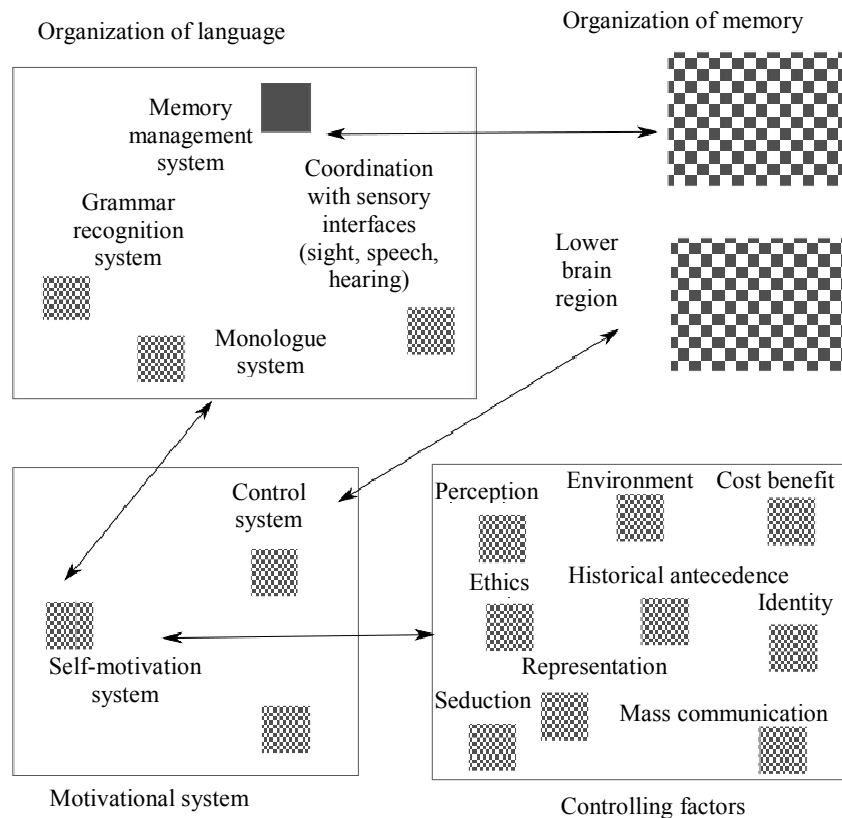 Organization of language
Organization of memory
Memory
management
system
Coordination
with sensory
interfaces
(sight, speech,
hearing)
Grammar
recognition
system
Monologue
system
Lower
brain
region
Control
system
Self-motivation
system
Motivational system
Perception
Environment
Cost benefit
Ethics
Historical antecedence
Identity
Representation
Seduction
Mass communication
Controlling factors